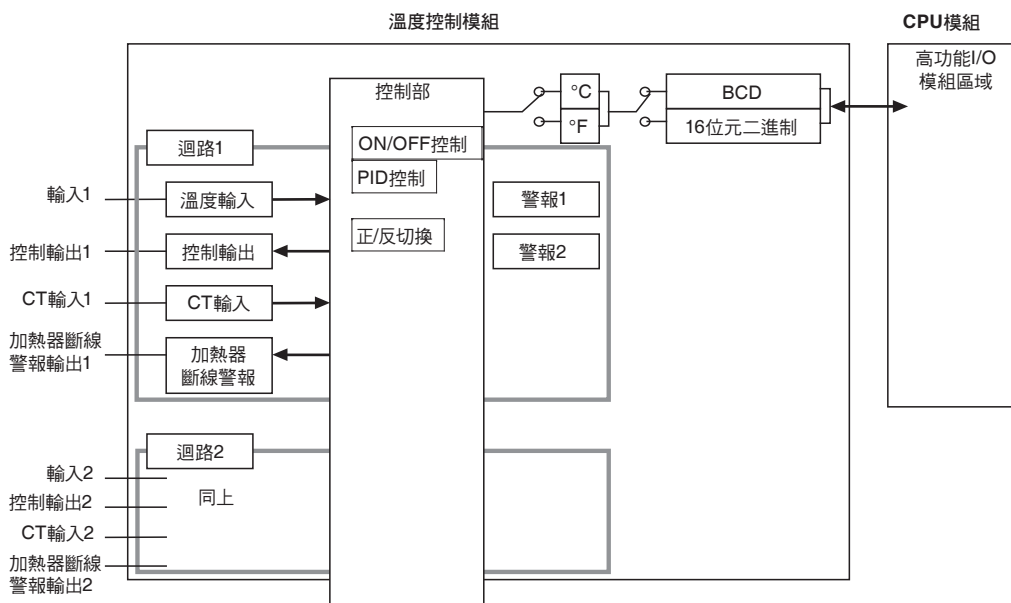 溫度控制模組
CPU模組
高功能I/O
模組區域
控制部
°C
°F
BCD
16位元二進制
ON/OFF控制
PID控制
正/反切換
迴路1
輸入1
溫度輸入
警報1
控制輸出1
控制輸出
警報2
CT輸入1
CT輸入
加熱器斷線
警報輸出1
加熱器
斷線警報
迴路2
輸入2
同上
控制輸出2
CT輸入2
加熱器斷線
警報輸出2